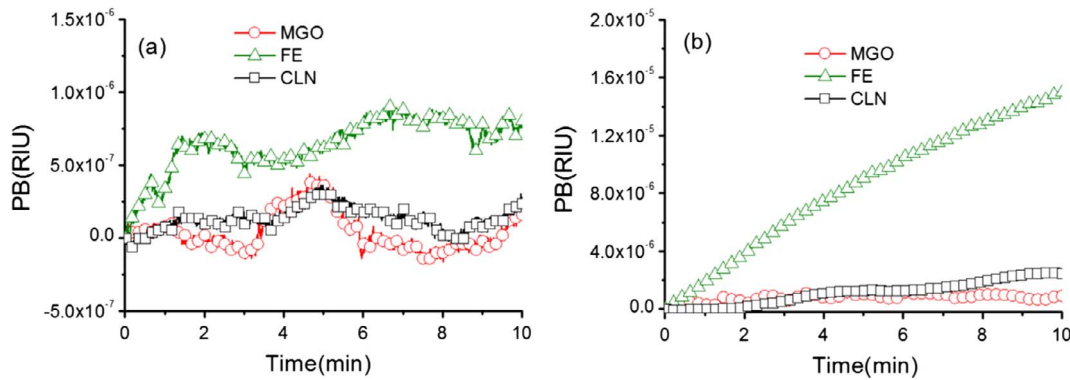 (a)
MGO
FE
CLN
1.5x10⁻⁶
1.0x10⁻⁶
5.0x10⁻⁷
0.0
-5.0x10⁻⁷
PB(RIU)
0 2 4 6 8 10
Time(min)
(b)
MGO
FE
CLN
2.0x10⁻⁵
1.6x10⁻⁵
1.2x10⁻⁵
8.0x10⁻⁶
4.0x10⁻⁶
0.0
PB(RIU)
0 2 4 6 8 10
Time(min)